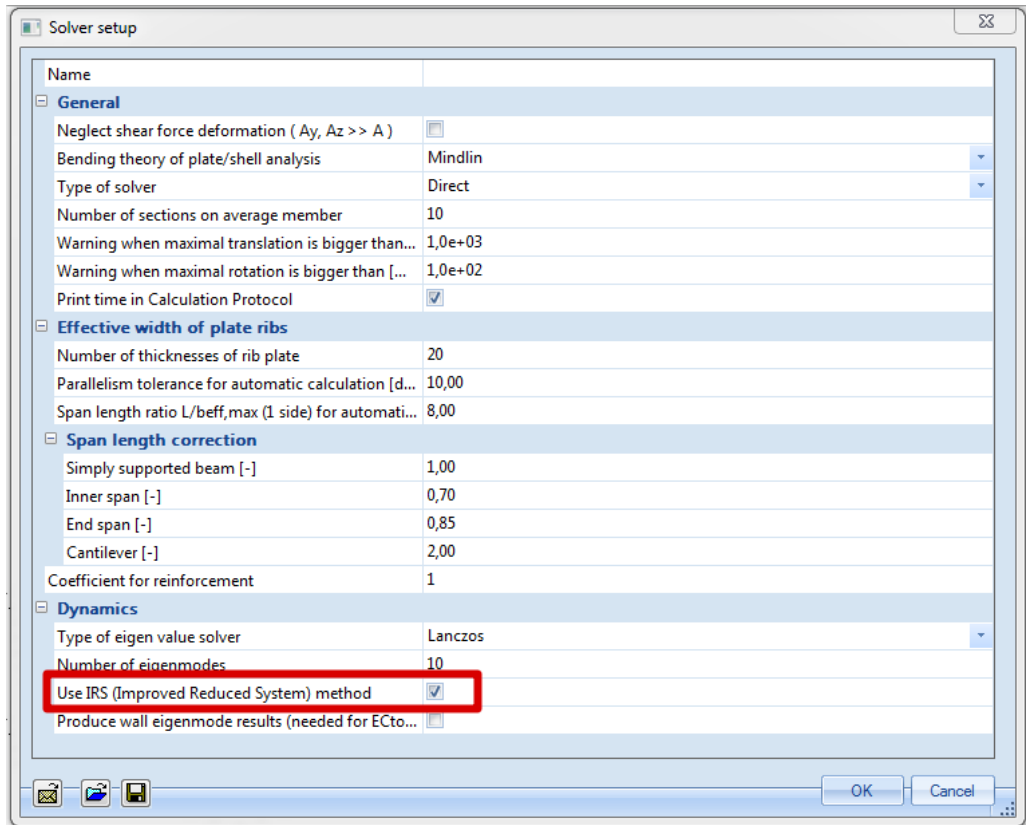 Solver setup
Name
General
Neglect shear force deformation ( Ay, Az >> A )
Bending theory of plate/shell analysis Mindlin
Type of solver Direct
Number of sections on average member 10
Warning when maximal translation is bigger than... 1,0e+03
Warning when maximal rotation is bigger than [... 1,0e+02
Print time in Calculation Protocol
Effective width of plate ribs
Number of thicknesses of rib plate 20
Parallelism tolerance for automatic calculation [d... 10,00
Span length ratio L/beff,max (1 side) for automati... 8,00
Span length correction
Simply supported beam [-] 1,00
Inner span [-] 0,70
End span [-] 0,85
Cantilever [-] 2,00
Coefficient for reinforcement 1
Dynamics
Type of eigen value solver Lanczos
Number of eigenmodes 10
Use IRS (Improved Reduced System) method
Produce wall eigenmode results (needed for ECto...
OK Cancel